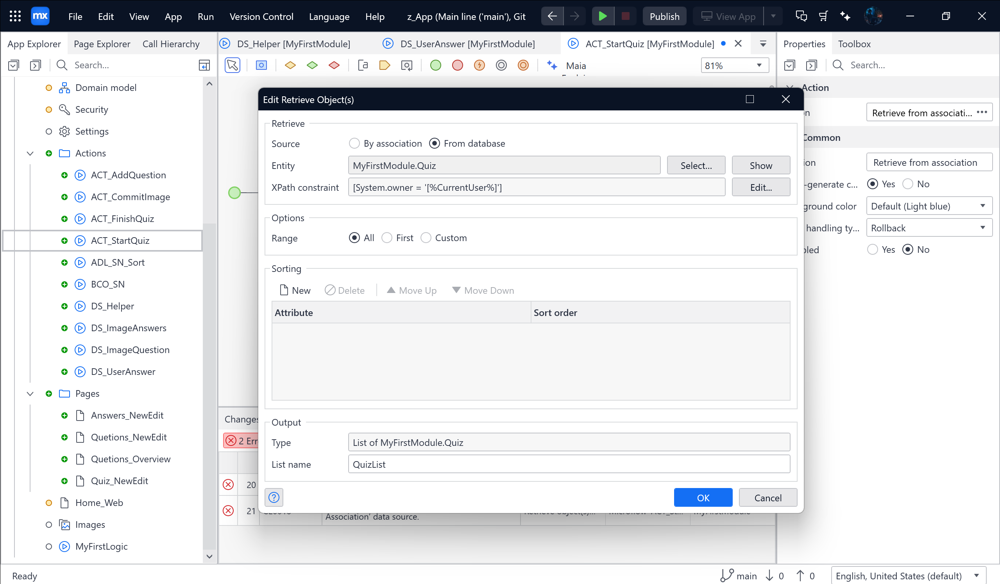 mx
File Edit View App Run Version Control Language Help z_App (Main line ('main'), Git Publish View App
App Explorer Page Explorer Call Hierarchy
DS_Helper [MyFirstModule] DS_UserAnswer [MyFirstModule] ACT_StartQuiz [MyFirstModule]
Properties Toolbox
Search...
Maia
81%
Search...
Domain model
Security
Settings
Actions
ACT_AddQuestion
ACT_CommitImage
ACT_FinishQuiz
ACT_StartQuiz
ADL_SN_Sort
BCO_SN
DS_Helper
DS_ImageAnswers
DS_ImageQuestion
DS_UserAnswer
Pages
Answers_NewEdit
Quetions_NewEdit
Quetions_Overview
Quiz_NewEdit
Home_Web
Images
MyFirstLogic
Edit Retrieve Object(s)
Retrieve
Source By association From database
Entity MyFirstModule.Quiz Select... Show
XPath constraint [System.owner = '[%CurrentUser%]'] Edit...
Options
Range All First Custom
Sorting
New Delete Move Up Move Down
Attribute Sort order
Output
Type List of MyFirstModule.Quiz
List name QuizList
OK Cancel
Action
Retrieve from associati... •••
Common
Retrieve from association
-generate c... Yes No
ground color Default (Light blue)
handling ty... Rollback
Yes No
Changes
2 Err
20
21
Association' data source.
Ready
main 0 0 English, United States (default)